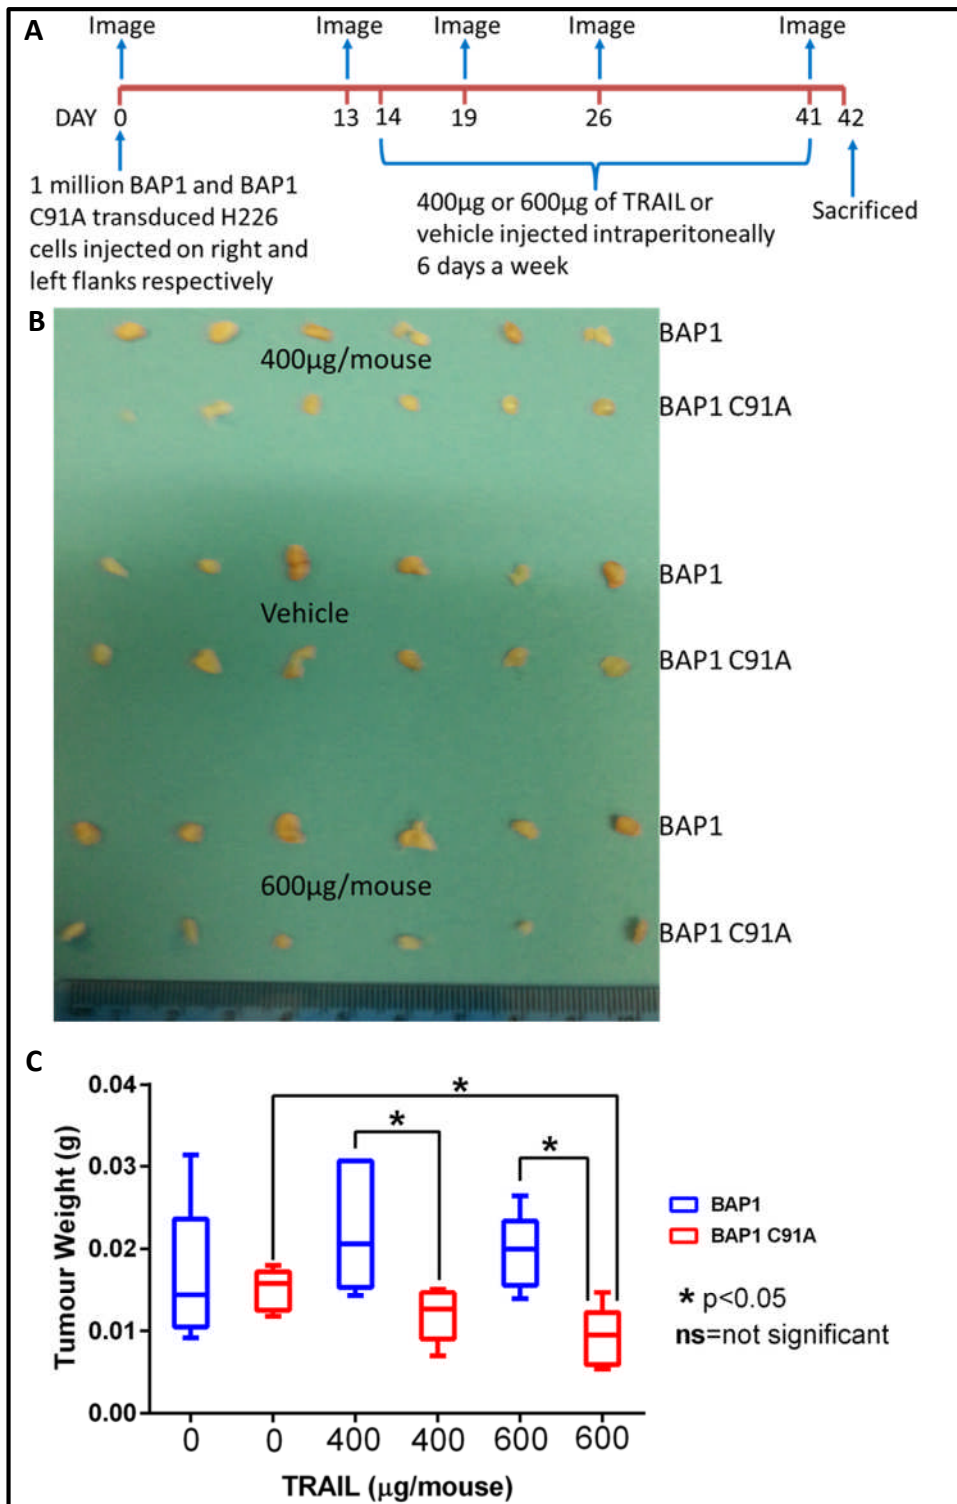 A
Image Image Image Image Image
DAY 0 13 14 19 26 41 42
1 million BAP1 and BAP1
C91A transduced H226
cells injected on right and
left flanks respectively
400µg or 600µg of TRAIL or
vehicle injected intraperitoneally
6 days a week
Sacrificed
B
BAP1
400µg/mouse
BAP1 C91A
BAP1
Vehicle
BAP1 C91A
BAP1
600µg/mouse
BAP1 C91A
C
Tumour Weight (g)
0.04
0.03
0.02
0.01
0.00
*
*
*
0 0 400 400 600 600
TRAIL (µg/mouse)
BAP1
BAP1 C91A
* p<0.05
ns=not significant